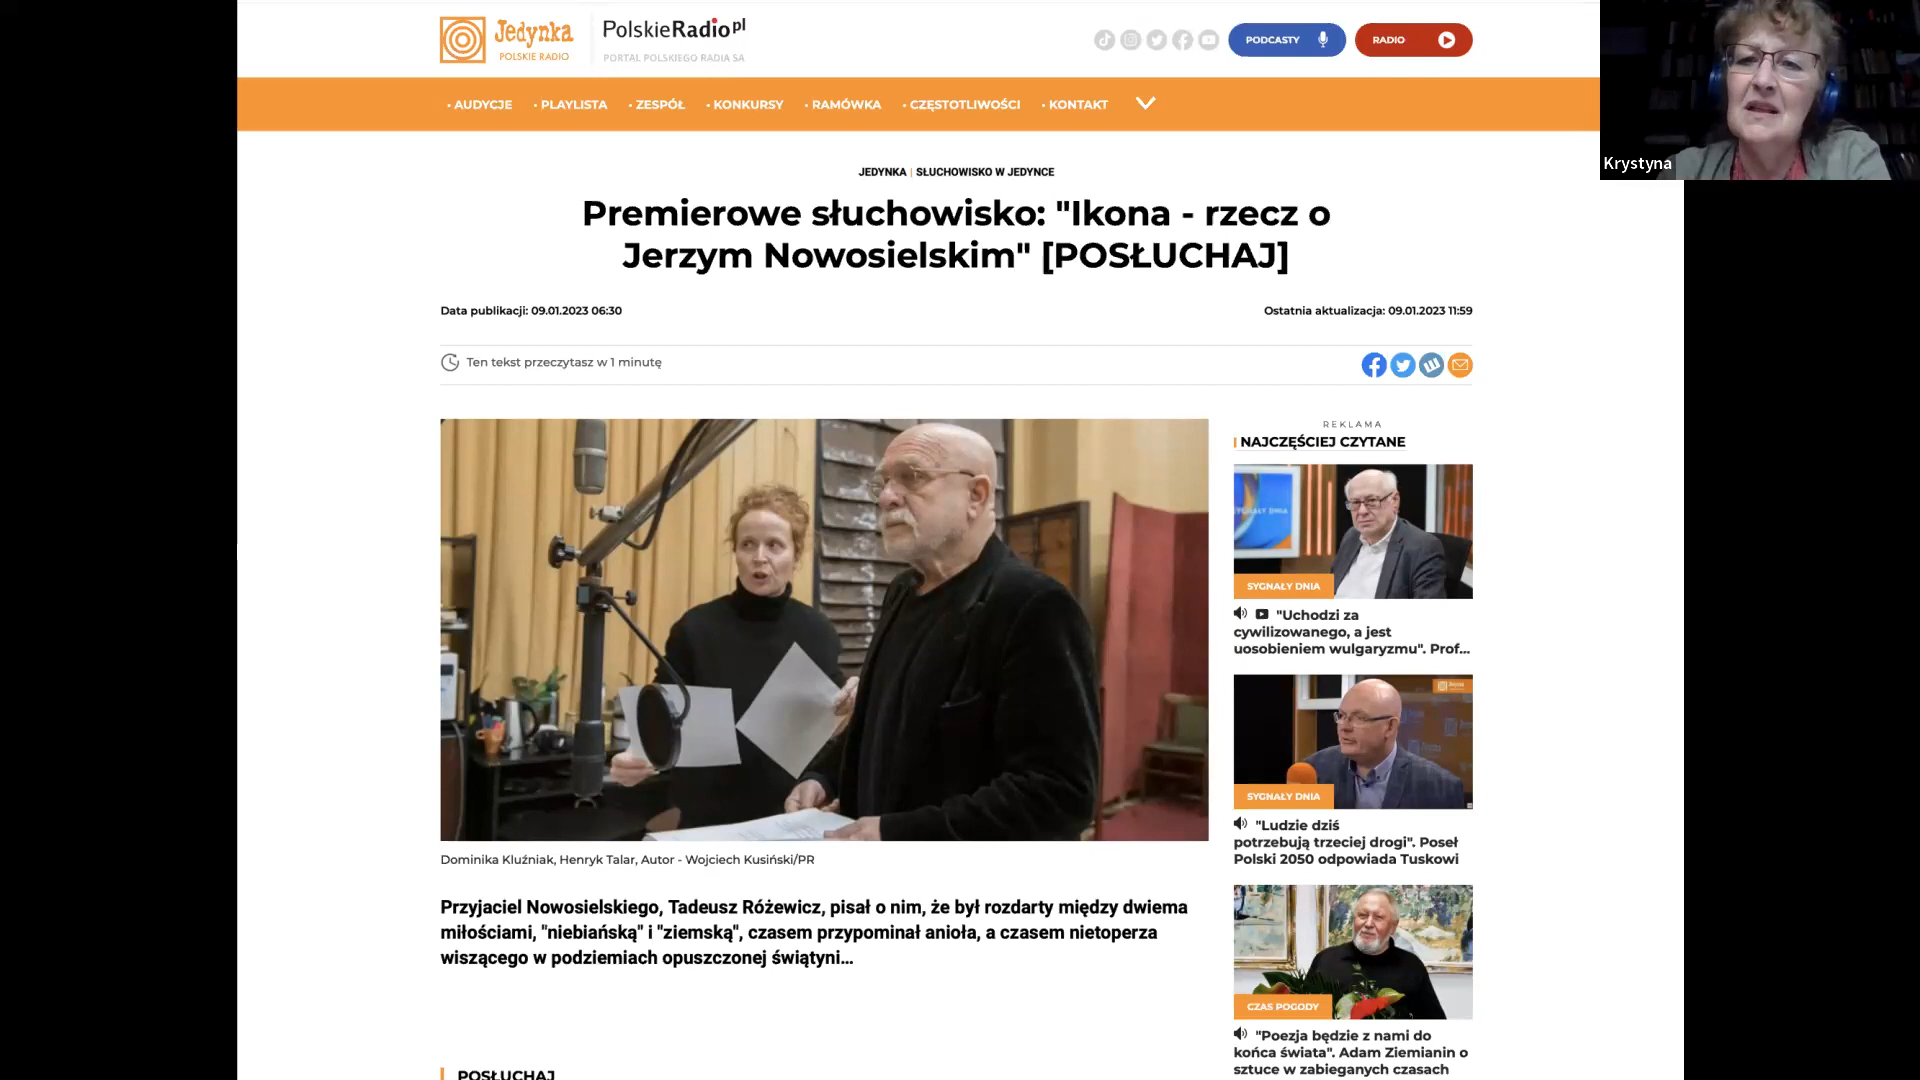 Jedynka
POLSKIE RADIO
PolskieRadio.pl
PORTAL POLSKIEGO RADIA SA
PODCASTY
RADIO
• AUDYCJE • PLAYLISTA • ZESPÓŁ • KONKURSY • RAMÓWKA • CZĘSTOTLIWOŚCI • KONTAKT
Krystyna
JEDYNKA | SŁUCHOWISKO W JEDYNCE
Premierowe słuchowisko: "Ikona - rzecz o
Jerzym Nowosielskim" [POSŁUCHAJ]
Data publikacji: 09.01.2023 06:30
Ostatnia aktualizacja: 09.01.2023 11:59
Ten tekst przeczytasz w 1 minutę
Dominika Kluźniak, Henryk Talar, Autor - Wojciech Kusiński/PR
Przyjaciel Nowosielskiego, Tadeusz Różewicz, pisał o nim, że był rozdarty między dwiema
miłościami, "niebiańską" i "ziemską", czasem przypominał anioła, a czasem nietoperza
wiszącego w podziemiach opuszczonej świątyni...
POSŁUCHAJ
REKLAMA
NAJCZĘŚCIEJ CZYTANE
SYGNAŁY DNIA
SYGNAŁY DNIA
"Uchodzi za
cywilizowanego, a jest
uosobieniem wulgaryzmu". Prof...
SYGNAŁY DNIA
"Ludzie dziś
potrzebują trzeciej drogi". Poseł
Polski 2050 odpowiada Tuskowi
CZAS POGODY
"Poezja będzie z nami do
końca świata". Adam Ziemianin o
sztuce w zabieganych czasach